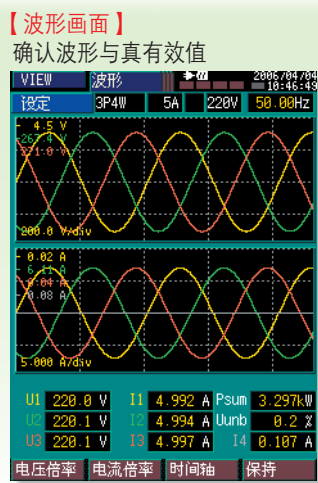 【波形画面】
确认波形与真有效值
VIEW 波形 2006/04/04
10:46:49
设定 3P4W 5A 220V 50.00Hz
4.5 V
200.0 V/div
0.02 A
0.08 A
5.000 A/div
U1 220.0 V I1 4.992 A Psum 3.297kW
U2 220.1 V I2 4.994 A Uunb 0.2 %
U3 220.1 V I3 4.997 A I4 0.107 A
电压倍率 电流倍率 时间轴 保持